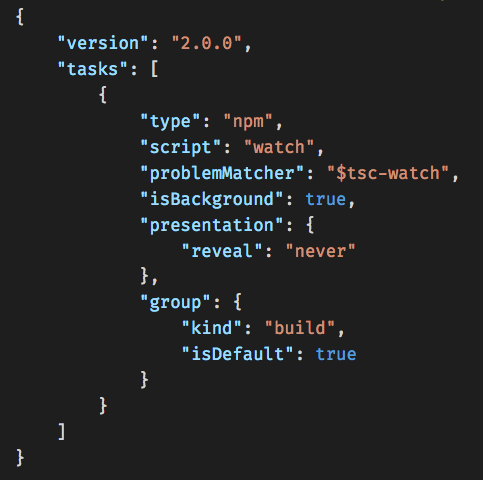 {
    "version": "2.0.0",
    "tasks": [
        {
            "type": "npm",
            "script": "watch",
            "problemMatcher": "$tsc-watch",
            "isBackground": true,
            "presentation": {
                "reveal": "never"
            },
            "group": {
                "kind": "build",
                "isDefault": true
            }
        }
    ]
}